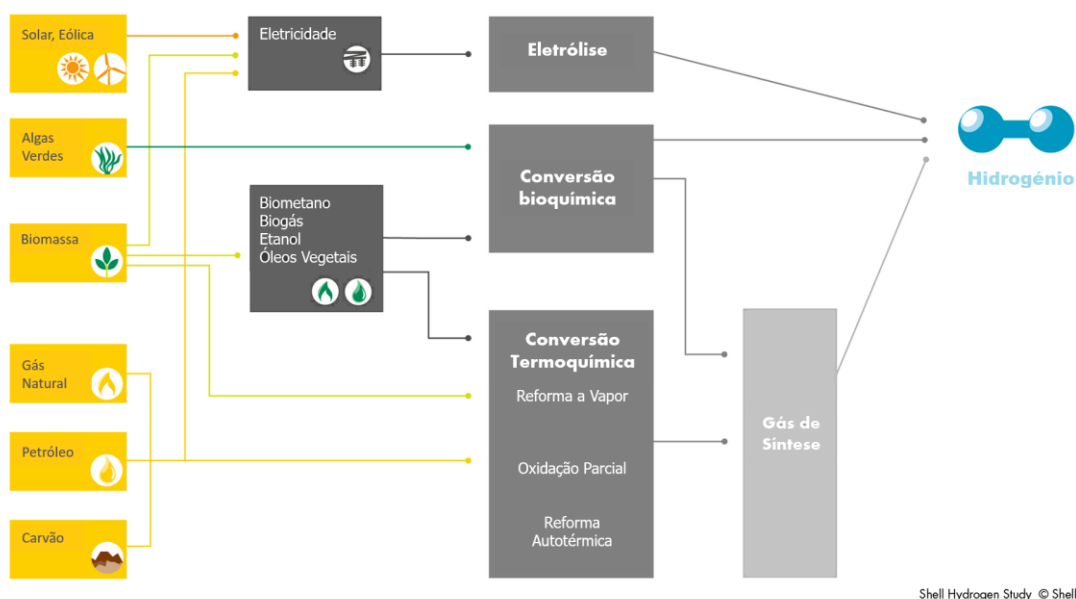 Solar, Eólica
Eletricidade
Eletrólise
Algas
Verdes
Conversão
bioquímica
Hidrogénio
Biomassa
Biometano
Biogás
Etanol
Óleos Vegetais
Gás
Natural
Conversão
Termoquímica
Reforma a Vapor
Gás de
Síntese
Petróleo
Oxidação Parcial
Carvão
Reforma
Autotérmica
Shell Hydrogen Study © Shell